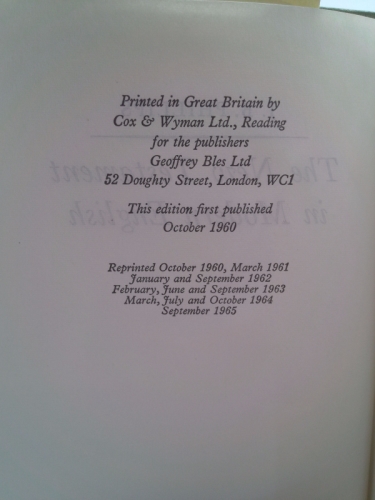 Printed in Great Britain by
Cox & Wyman Ltd., Reading
for the publishers
Geoffrey Bles Ltd
52 Doughty Street, London, WC1
This edition first published
October 1960
Reprinted October 1960, March 1961
January and September 1962
February, June and September 1963
March, July and October 1964
September 1965